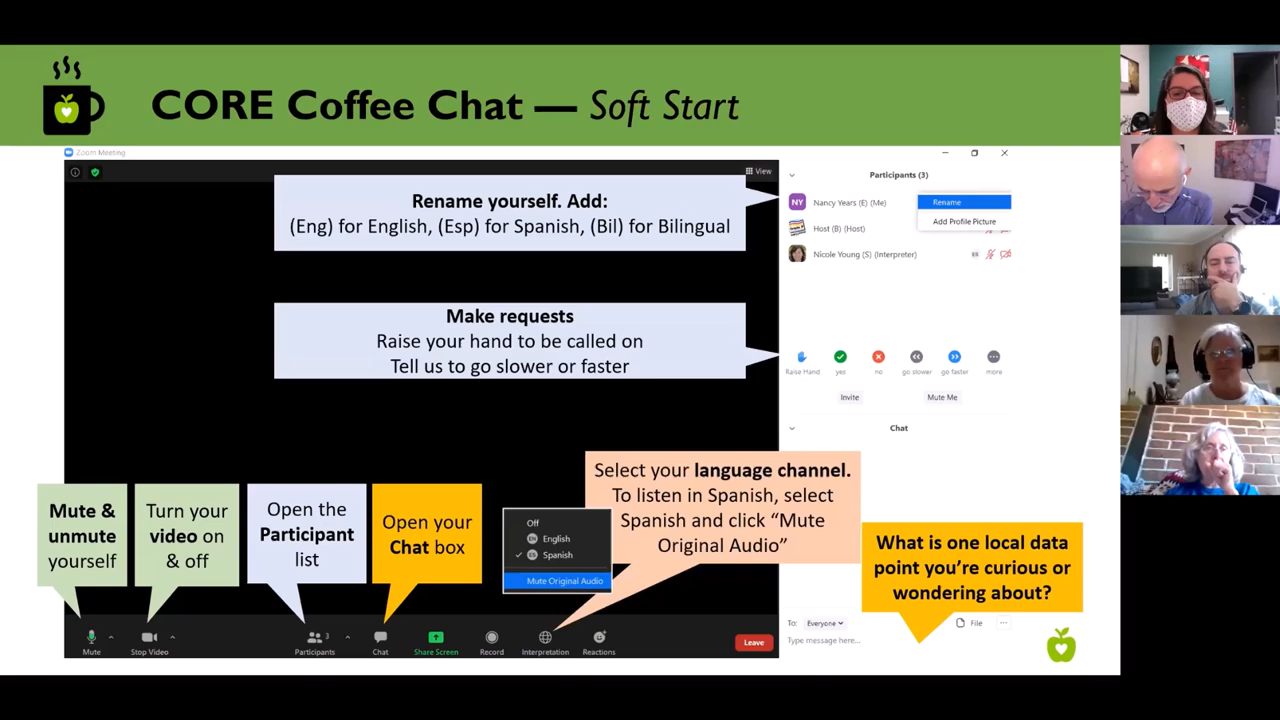 CORE Coffee Chat — Soft Start
Zoom Meeting
View
Participants (3)
Rename yourself. Add:
(Eng) for English, (Esp) for Spanish, (Bil) for Bilingual
NY
Nancy Years (E) (Me)
Rename
Add Profile Picture
Host (B) (Host)
Nicole Young (S) (Interpreter)
Make requests
Raise your hand to be called on
Tell us to go slower or faster
Raise Hand
yes
no
go slower
go faster
more
Invite
Mute Me
Chat
Select your language channel.
To listen in Spanish, select
Spanish and click “Mute
Original Audio”
Off
EN English
ES Spanish
Mute Original Audio
Mute &
unmute
yourself
Turn your
video on
& off
Open the
Participant
list
Open your
Chat box
What is one local data
point you’re curious or
wondering about?
To: Everyone
File
Type message here...
Mute
Stop Video
3
Participants
Chat
Share Screen
Record
Interpretation
Reactions
Leave